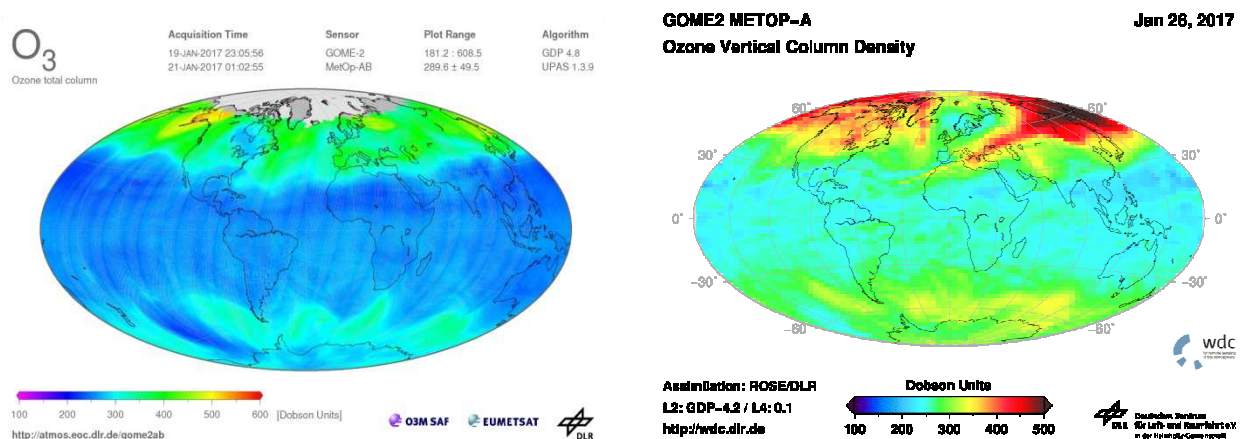 O3
Ozone total column
Acquisition Time Sensor Plot Range Algorithm
19-JAN-2017 23:05:56 GOME-2 181.2 : 608.5 GDP 4.8
21-JAN-2017 01:02:55 MetOp-AB 289.6 ± 49.5 UPAS 1.3.9
100 200 300 400 500 600 [Dobson Units]
http://atmos.eoc.dlr.de/gome2ab
O3M SAF
EUMETSAT
DLR
GOME2 METOP-A Jan 26, 2017
Ozone Vertical Column Density
60° 60°
30° 30°
0° 0°
-30° -30°
-60° -60°
wdc
Assimilation: ROSE/DLR Dobson Units
L2: GDP-4.2 / L4: 0.1
http://wdc.dlr.de
100 200 300 400 500
DLR
Deutsches Zentrum
für Luft- und Raumfahrt e.V.
in der Helmholtz-Gemeinschaft